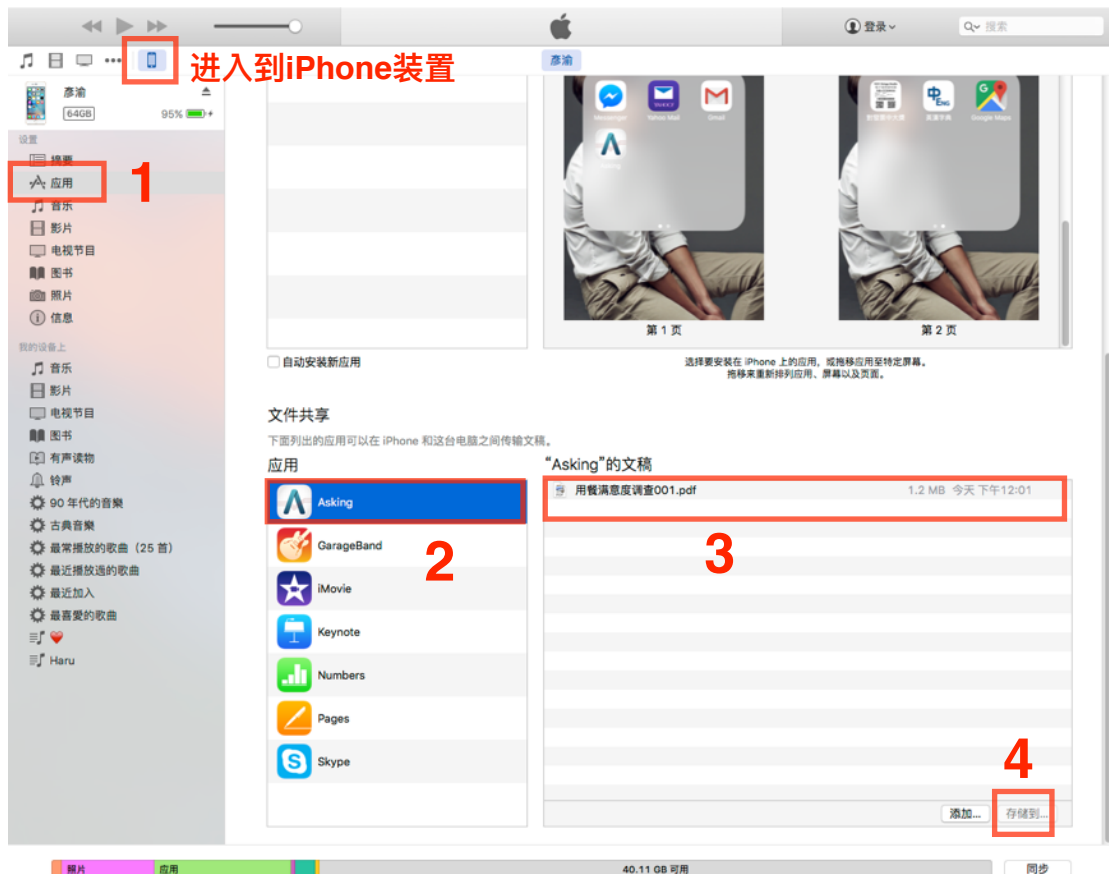 登录
搜索
进入到iPhone装置
彦渝
彦渝
64GB
95%
设置
摘要
应用
1
音乐
影片
电视节目
图书
照片
信息
我的设备上
音乐
影片
电视节目
图书
有声读物
铃声
90 年代的音樂
古典音樂
最常播放的歌曲(25 首)
最近播放过的歌曲
最近加入
最喜愛的歌曲
Haru
Messenger
Yahoo Mail
Gmail
Asking
Google Maps
中 Eng
第 1 页
第 2 页
自动安装新应用
选择要安装在 iPhone 上的应用,或拖移应用至特定屏幕。
拖移来重新排列应用、屏幕以及页面。
文件共享
下面列出的应用可以在 iPhone 和这台电脑之间传输文稿。
应用
“Asking”的文稿
Asking
用餐满意度调查001.pdf
1.2 MB 今天 下午12:01
GarageBand
2
3
iMovie
Keynote
Numbers
Pages
Skype
4
添加...
存储到...
照片
应用
40.11 GB 可用
同步